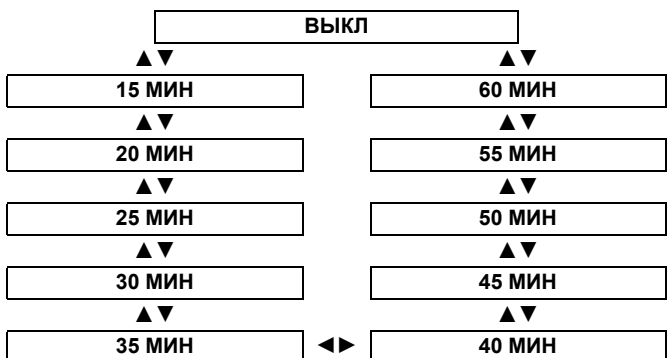 ВЫКЛ
▲▼ ▲▼
15 МИН 60 МИН
▲▼ ▲▼
20 МИН 55 МИН
▲▼ ▲▼
25 МИН 50 МИН
▲▼ ▲▼
30 МИН 45 МИН
▲▼ ▲▼
35 МИН ◄► 40 МИН